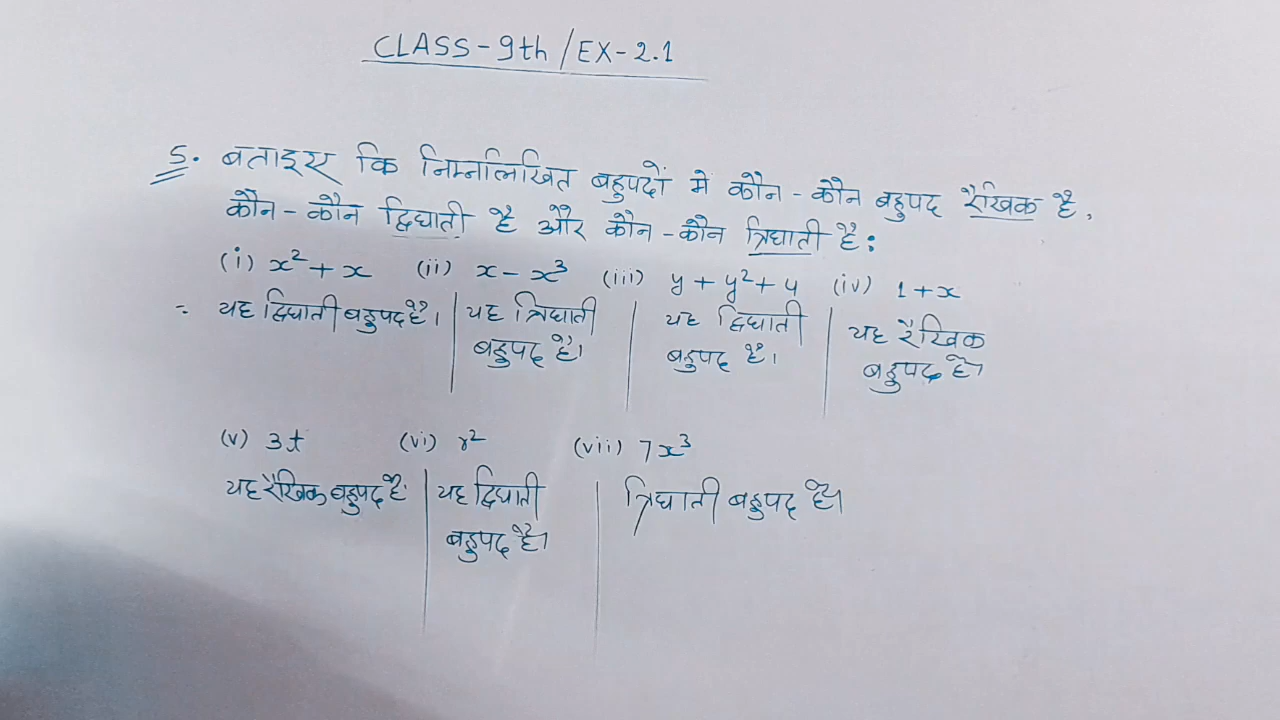 CLASS-9th/EX-2.1
5. बताइए कि निम्नलिखित बहुपदों में कौन-कौन बहुपद रैखिक है,
कौन-कौन द्विघाती है और कौन-कौन त्रिघाती है:
(i) x²+x (ii) x-x³ (iii) y+y²+4 (iv) 1+x
= यह द्विघाती बहुपद है। यह त्रिघाती यह द्विघाती यह रैखिक
बहुपद है। बहुपद है। बहुपद है।
(v) 3t (vi) r² (vii) 7x³
यह रैखिक बहुपद है यह द्विघाती त्रिघाती बहुपद है।
बहुपद है।